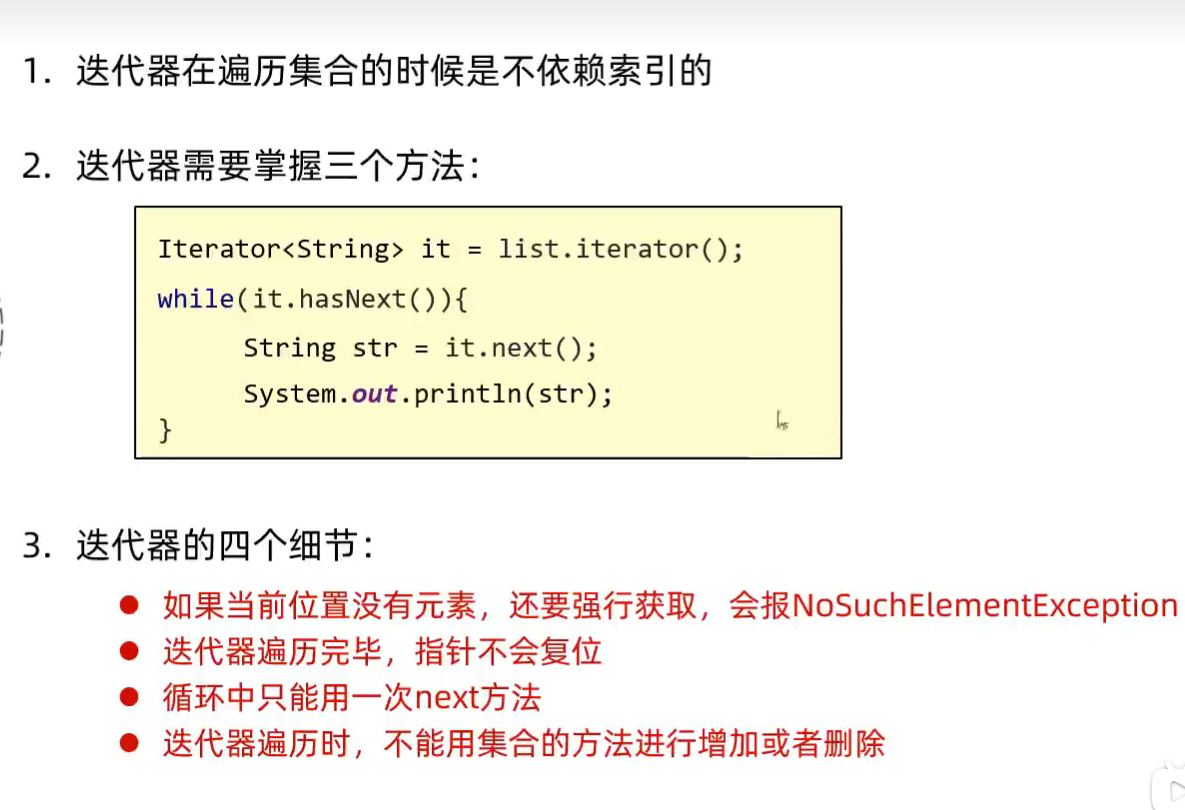 1. 迭代器在遍历集合的时候是不依赖索引的
2. 迭代器需要掌握三个方法：
Iterator<String> it = list.iterator();
while(it.hasNext()){
String str = it.next();
System.out.println(str);
}
3. 迭代器的四个细节：
● 如果当前位置没有元素，还要强行获取，会报NoSuchElementException
● 迭代器遍历完毕，指针不会复位
● 循环中只能用一次next方法
● 迭代器遍历时，不能用集合的方法进行增加或者删除